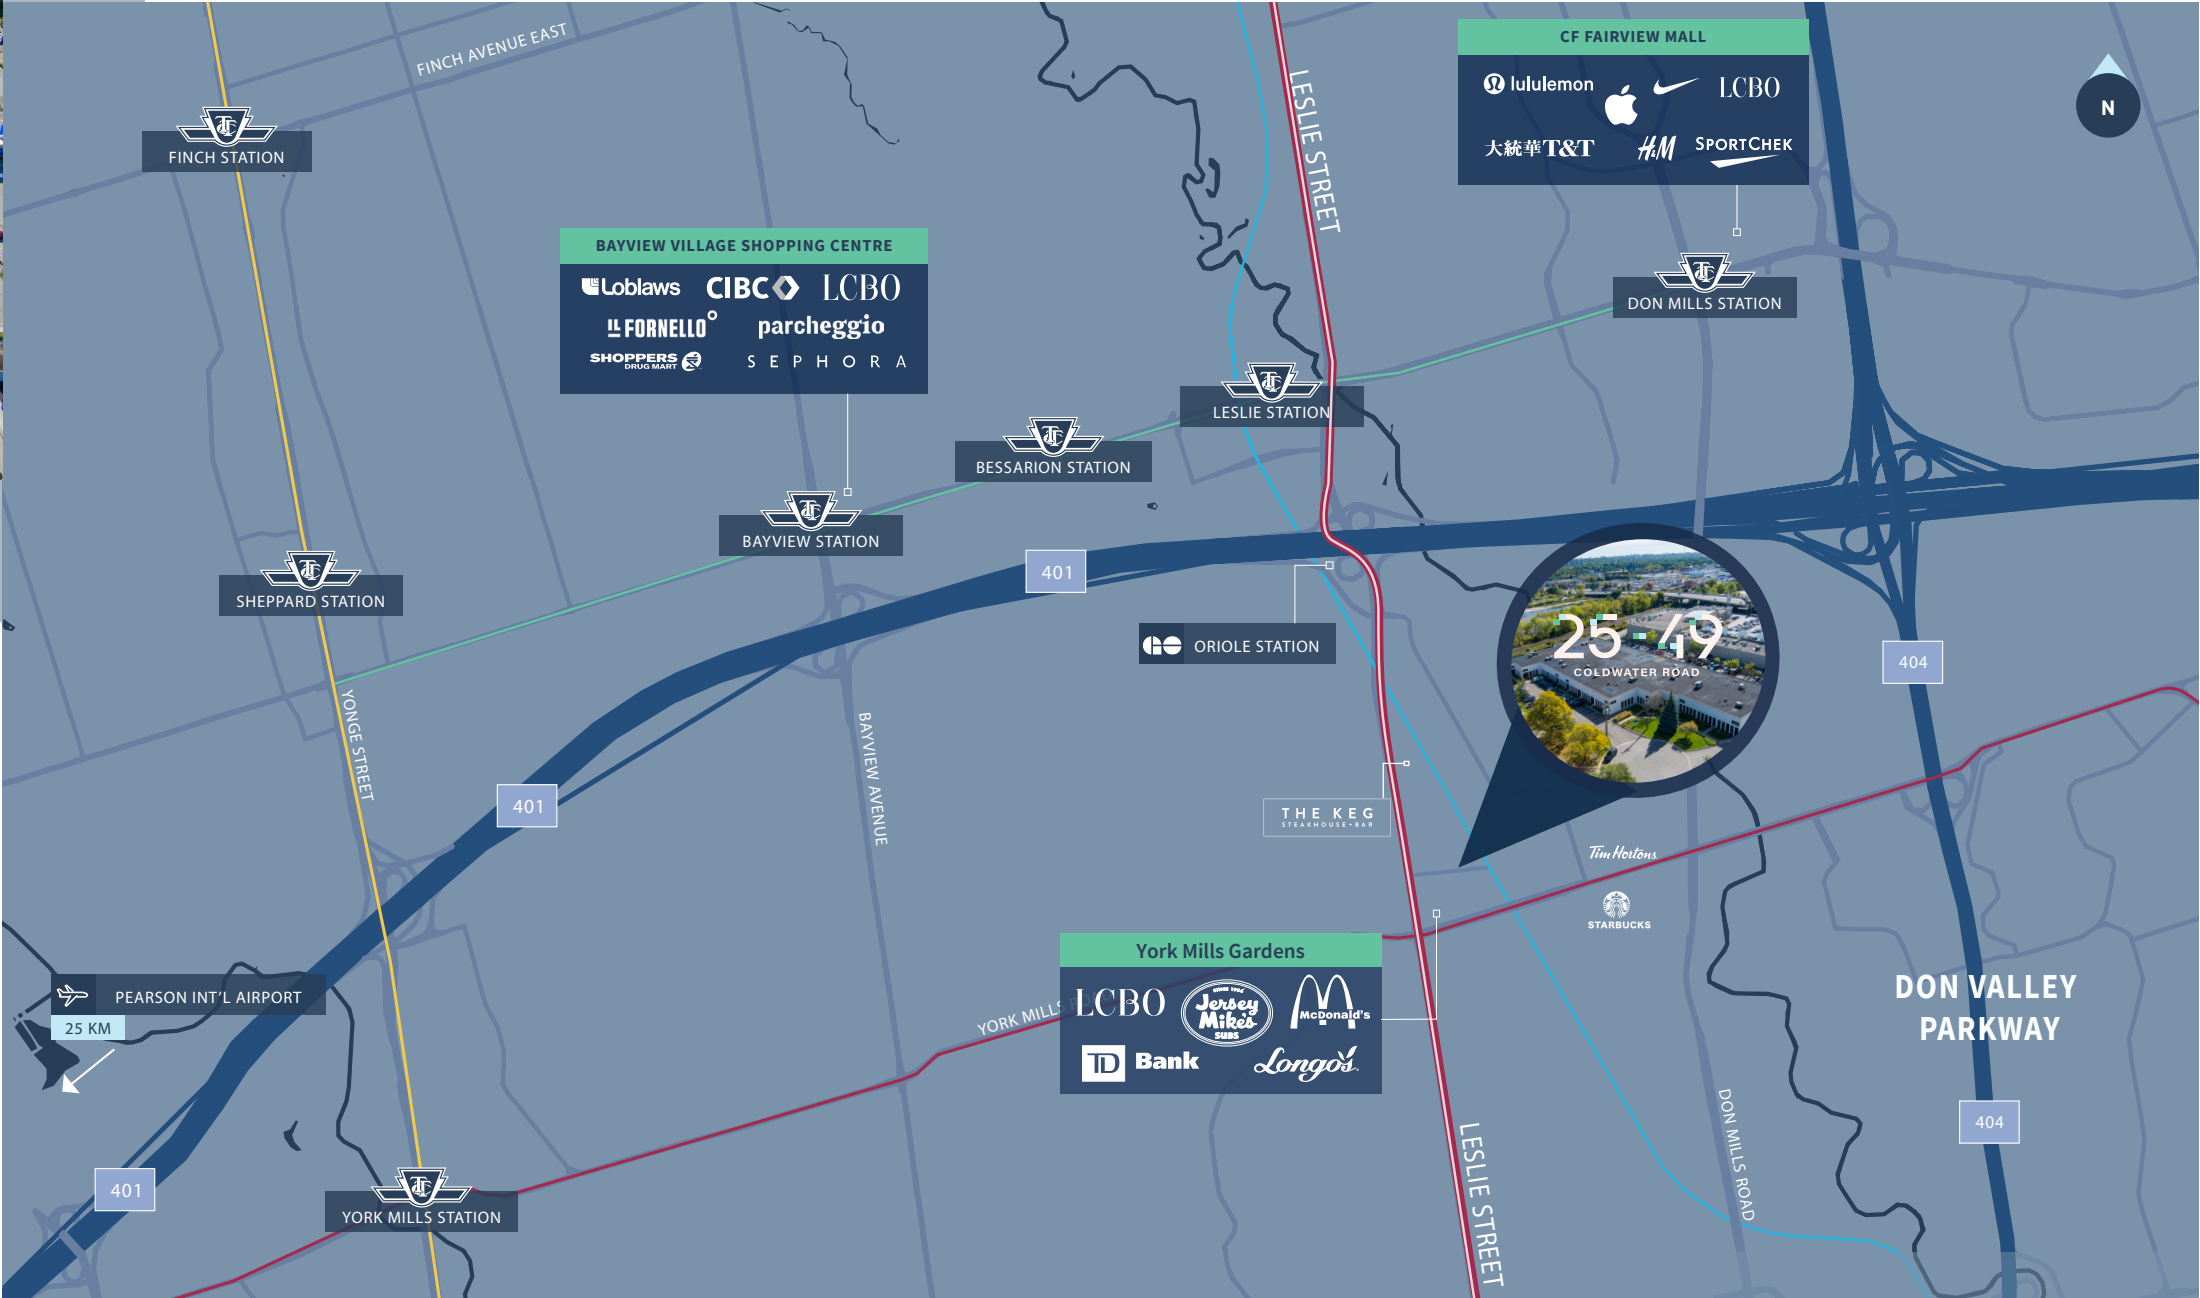 FINCH AVENUE EAST
CF FAIRVIEW MALL
lululemon
LCBO
大統華T&T
H&M
SPORTCHEK
N
LESLIE STREET
FINCH STATION
BAYVIEW VILLAGE SHOPPING CENTRE
Loblaws
CIBC
LCBO
IL FORNELLO
parcheggio
SHOPPERS
DRUG MART
SEPHORA
DON MILLS STATION
LESLIE STATION
BESSARION STATION
BAYVIEW STATION
SHEPPARD STATION
401
GO ORIOLE STATION
25-49
COLDWATER ROAD
404
YONGE STREET
BAYVIEW AVENUE
401
THE KEG
STEAKHOUSE + BAR
Tim Hortons
STARBUCKS
York Mills Gardens
LCBO
SINCE 1956
Jersey
Mike's
SUBS
McDonald's
TD Bank
Longo's
YORK MILLS ROAD
PEARSON INT'L AIRPORT
25 KM
DON VALLEY
PARKWAY
404
DON MILLS ROAD
LESLIE STREET
401
YORK MILLS STATION